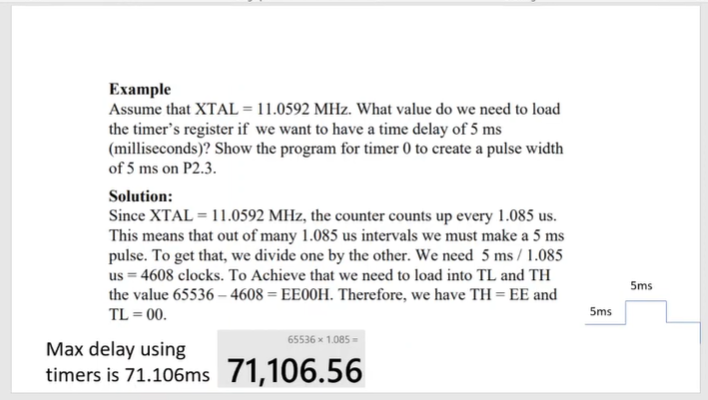 Example
Assume that XTAL = 11.0592 MHz. What value do we need to load
the timer's register if we want to have a time delay of 5 ms
(milliseconds)? Show the program for timer 0 to create a pulse width
of 5 ms on P2.3.
Solution:
Since XTAL = 11.0592 MHz, the counter counts up every 1.085 us.
This means that out of many 1.085 us intervals we must make a 5 ms
pulse. To get that, we divide one by the other. We need 5 ms / 1.085
us = 4608 clocks. To Achieve that we need to load into TL and TH
the value 65536 – 4608 = EE00H. Therefore, we have TH = EE and
TL = 00.
5ms
5ms
Max delay using
timers is 71.106ms
65536 × 1.085 =
71,106.56